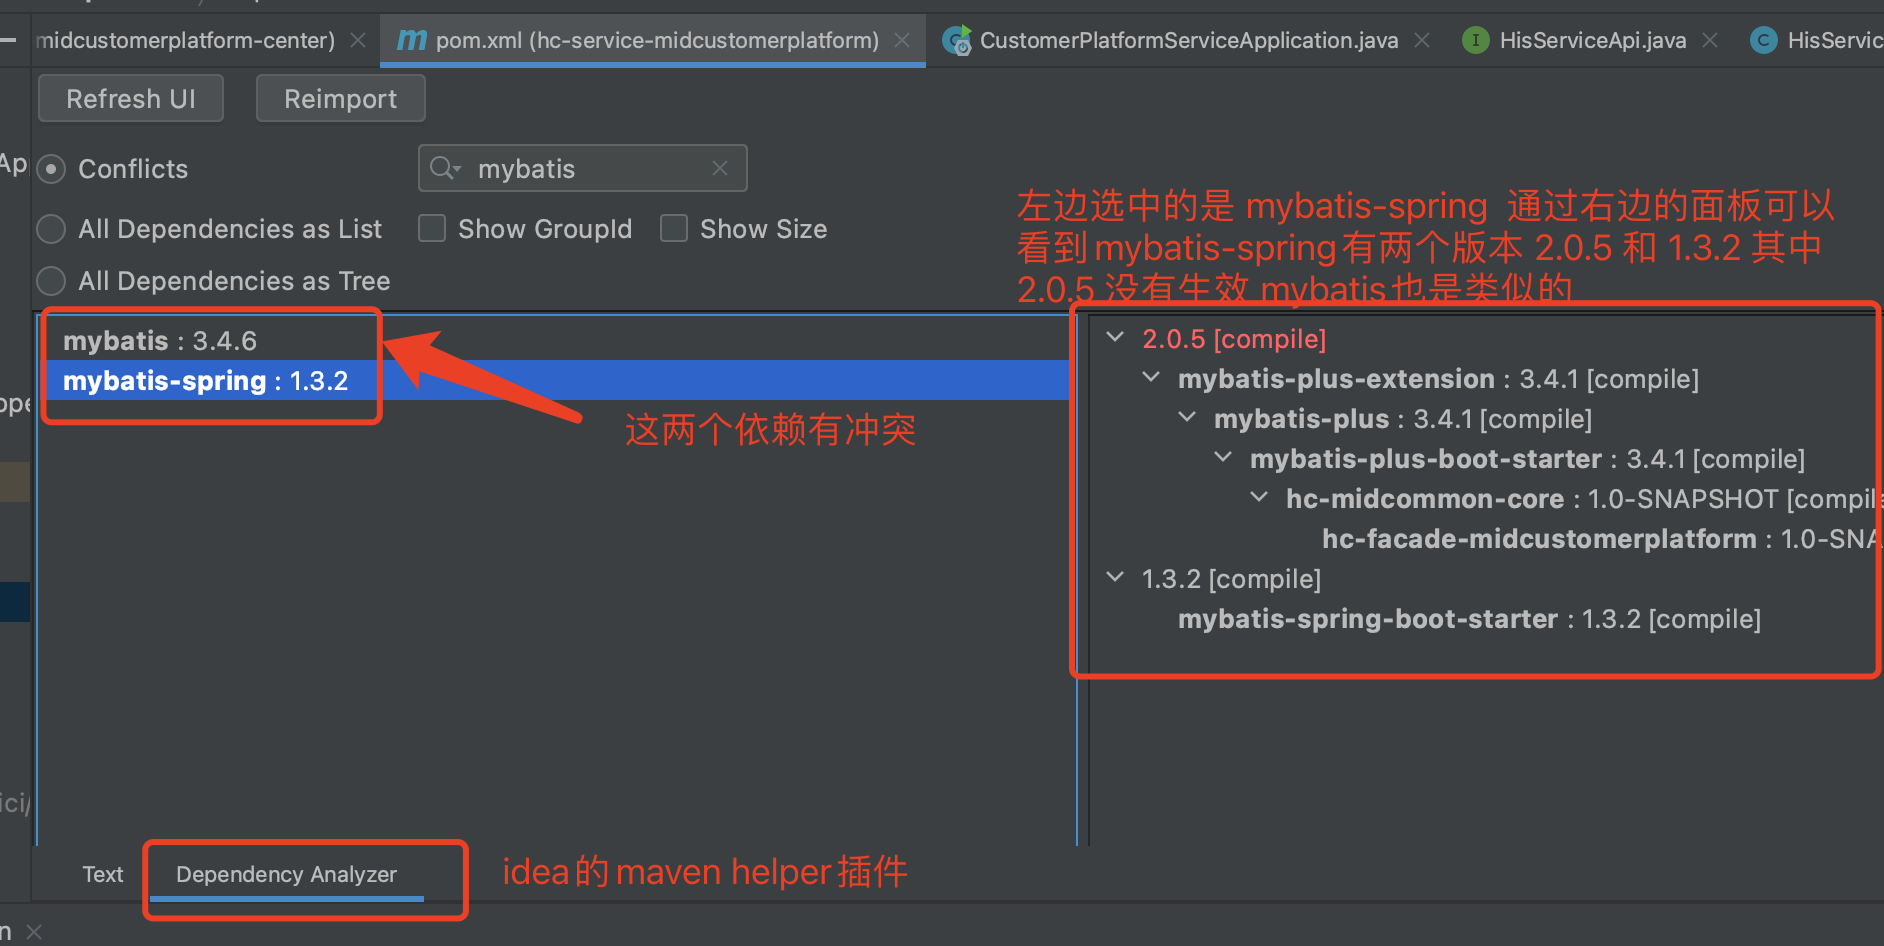 midcustomerplatform-center)
pom.xml (hc-service-midcustomerplatform)
CustomerPlatformServiceApplication.java
HisServiceApi.java
HisServic
Refresh UI
Reimport
Conflicts
mybatis
All Dependencies as List
Show GroupId
Show Size
All Dependencies as Tree
左边选中的是 mybatis-spring 通过右边的面板可以
看到mybatis-spring有两个版本 2.0.5 和 1.3.2 其中
2.0.5 没有生效 mybatis也是类似的
mybatis : 3.4.6
mybatis-spring : 1.3.2
这两个依赖有冲突
2.0.5 [compile]
mybatis-plus-extension : 3.4.1 [compile]
mybatis-plus : 3.4.1 [compile]
mybatis-plus-boot-starter : 3.4.1 [compile]
hc-midcommon-core : 1.0-SNAPSHOT [compile
hc-facade-midcustomerplatform : 1.0-SNA
1.3.2 [compile]
mybatis-spring-boot-starter : 1.3.2 [compile]
Text
Dependency Analyzer
idea的maven helper插件